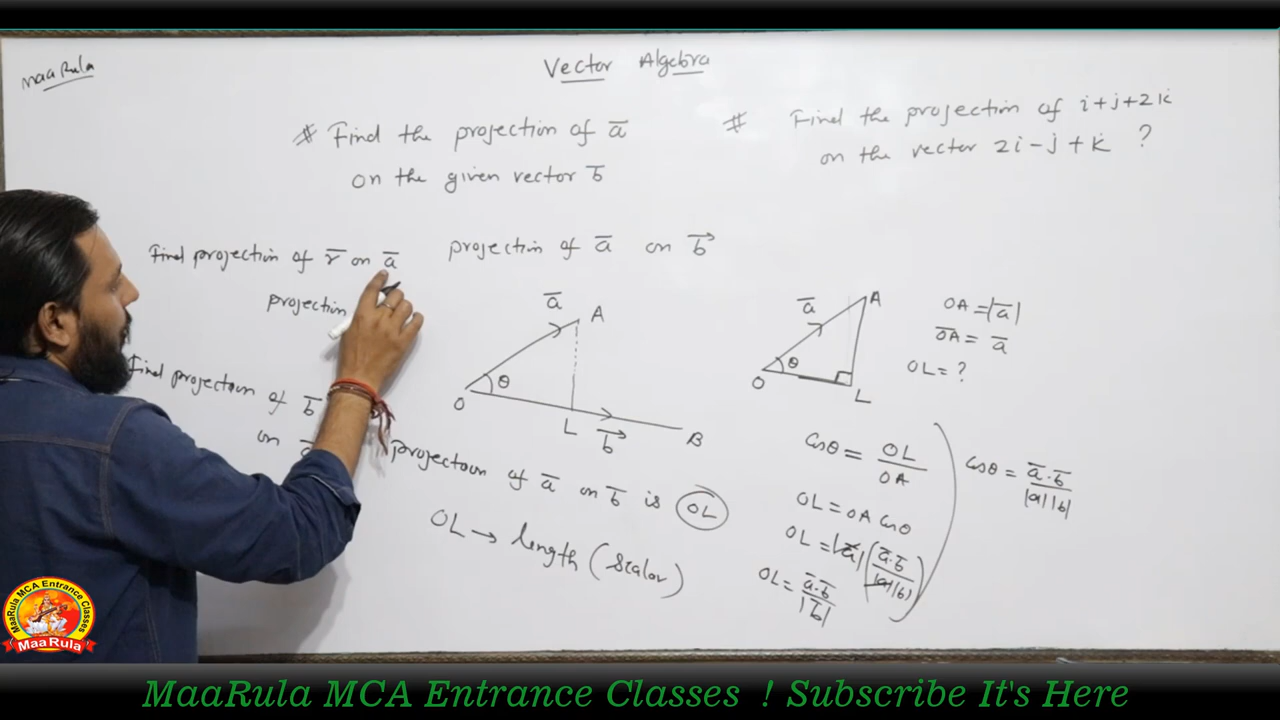 MaaRula
Vector Algebra
# Find the projection of a̅
on the given vector b̅
# Find the projection of i+j+2k
on the vector 2i-j+k ?
Find projection of r̅ on a̅
projection
Find projection of b̅
on
projection of a̅ on b⃗
a̅
A
θ
O
L
b⃗
B
projection of a̅ on b̅ is OL
OL → length (scalar)
a̅
A
θ
O
L
OA = |a̅|
O̅A̅ = a̅
OL = ?
cosθ = OL/OA
OL = OA cosθ
OL = |a̅| (a̅.b̅/|a||b|)
OL = a̅.b̅/|b̅|
cosθ = a̅.b̅/|a||b|
MaaRula MCA Entrance Classes
MaaRula
MaaRula MCA Entrance Classes ! Subscribe It's Here